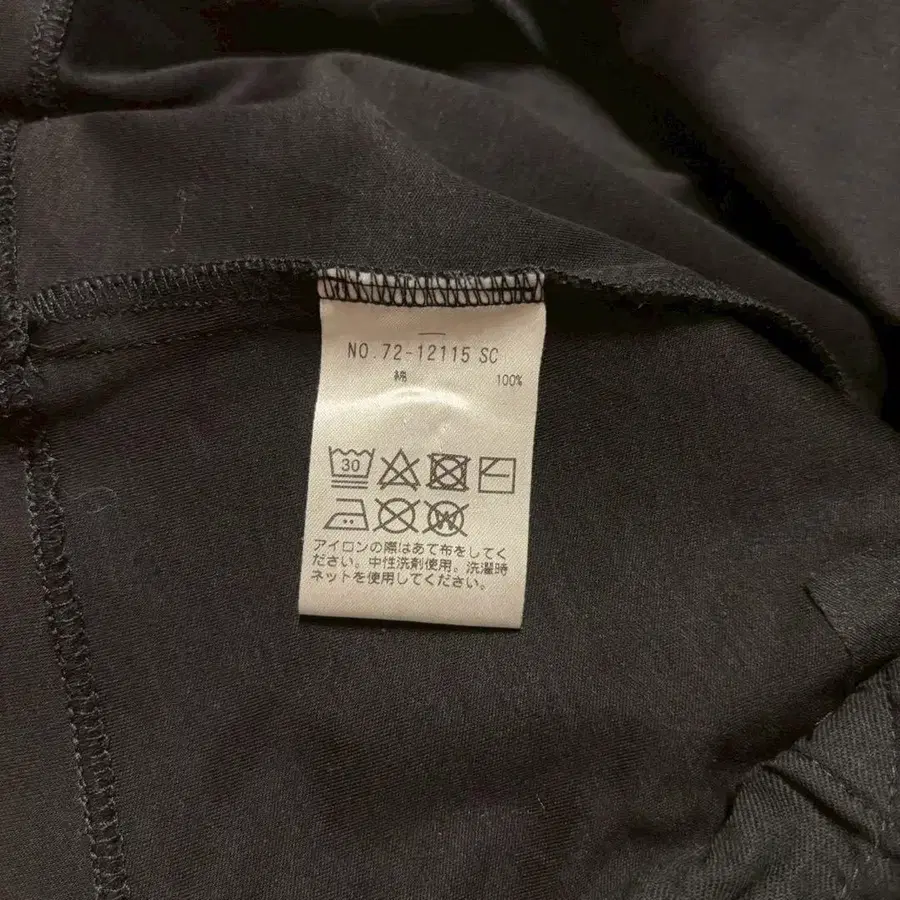 NO.72-12115 SC
綿 100%
30
W
アイロンの際はあて布をしてく
ださい。中性洗剤使用。洗濯時
ネットを使用してください。